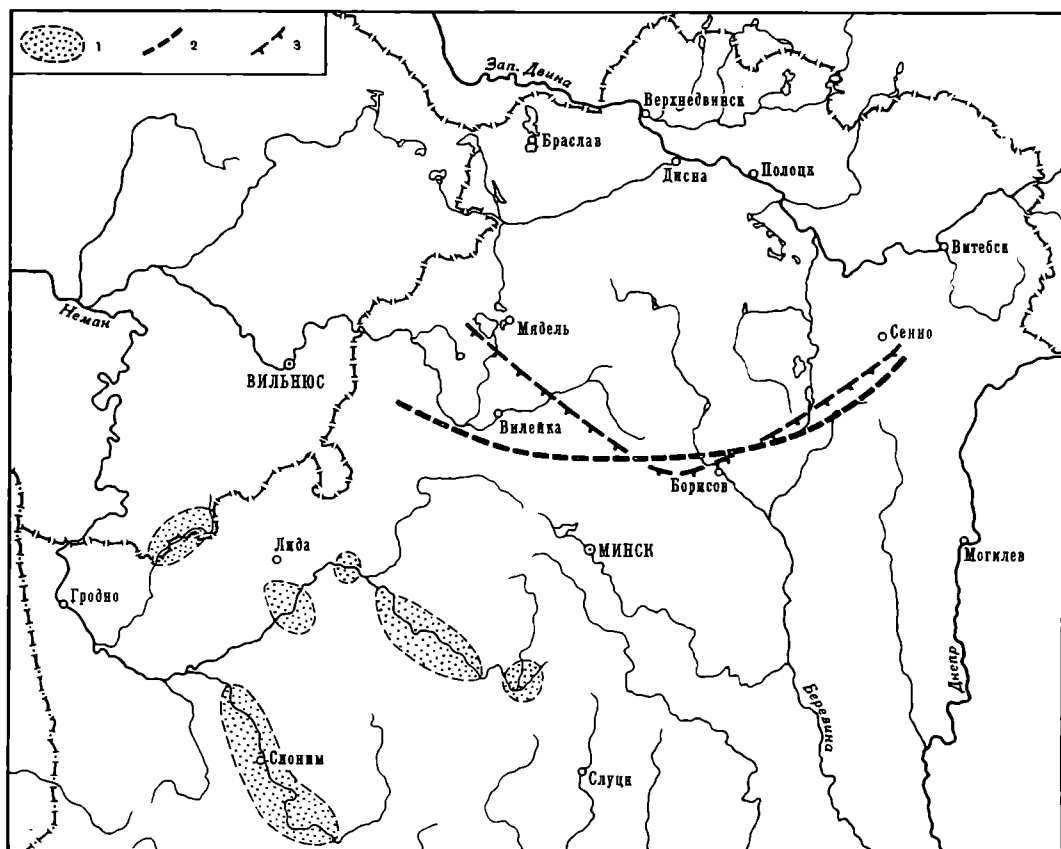 1 2 3
Зап. Двина
Верхнедвинск
Браслав
Дисна
Полоцк
Витебск
Неман
Мядель
Сенно
ВИЛЬНЮС
Вилейка
Борисов
Лида
МИНСК
Могилев
Гродно
Днепр
Березина
Слоним
Слуцк